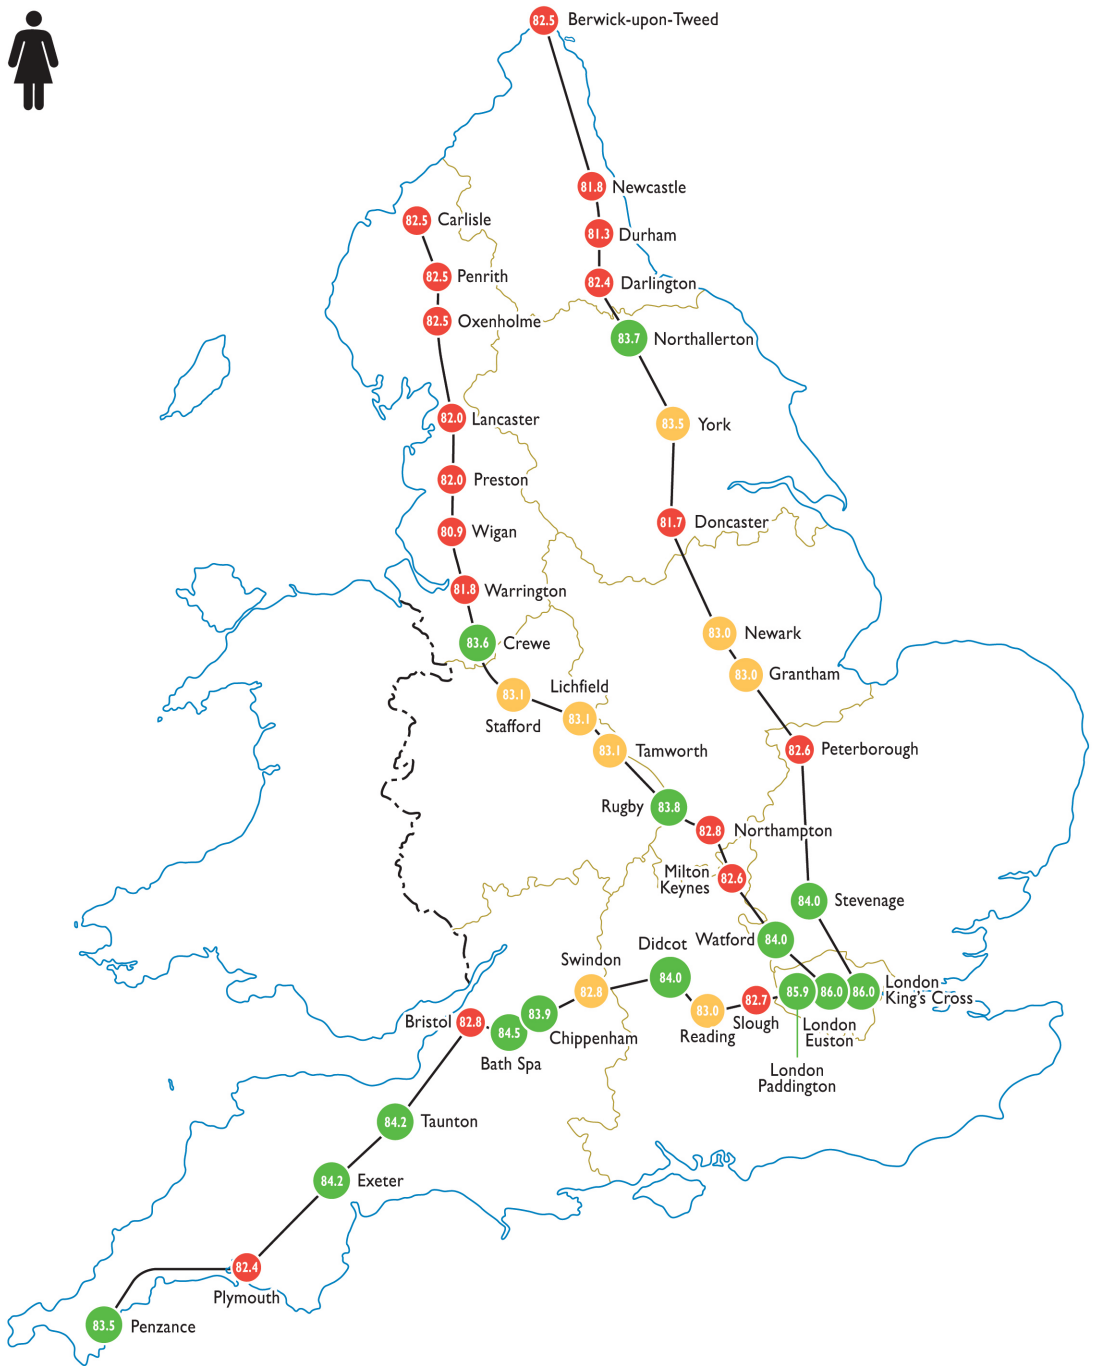 82.5 Berwick-upon-Tweed
81.8 Newcastle
82.5 Carlisle
81.3 Durham
82.5 Penrith
82.4 Darlington
82.5 Oxenholme
83.7 Northallerton
82.0 Lancaster
83.5 York
82.0 Preston
81.7 Doncaster
80.9 Wigan
81.8 Warrington
83.0 Newark
83.6 Crewe
83.0 Grantham
83.1
Stafford
Lichfield
83.1
83.1 Tamworth
82.6 Peterborough
Rugby 83.8
82.8 Northampton
Milton
Keynes
82.6
84.0 Stevenage
Watford 84.0
Didcot
84.0
Swindon
82.8
83.0
Reading
82.7
Slough
85.9
London
Paddington
86.0
London
Euston
86.0
London
King's Cross
83.9
Chippenham
Bristol 82.8
84.5
Bath Spa
84.2 Taunton
84.2 Exeter
82.4
Plymouth
83.5 Penzance